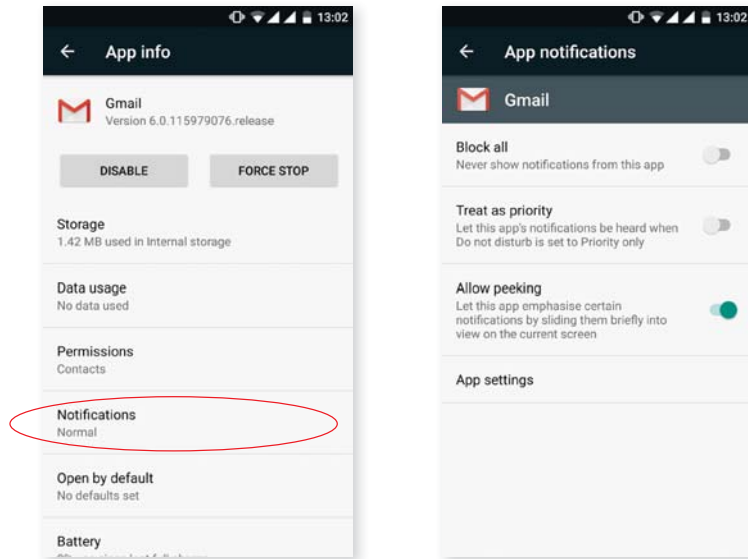 13:02
App info
Gmail
Version 6.0.115979076.release
DISABLE
FORCE STOP
Storage
1.42 MB used in Internal storage
Data usage
No data used
Permissions
Contacts
Notifications
Normal
Open by default
No defaults set
Battery
13:02
App notifications
Gmail
Block all
Never show notifications from this app
Treat as priority
Let this app's notifications be heard when
Do not disturb is set to Priority only
Allow peeking
Let this app emphasise certain
notifications by sliding them briefly into
view on the current screen
App settings